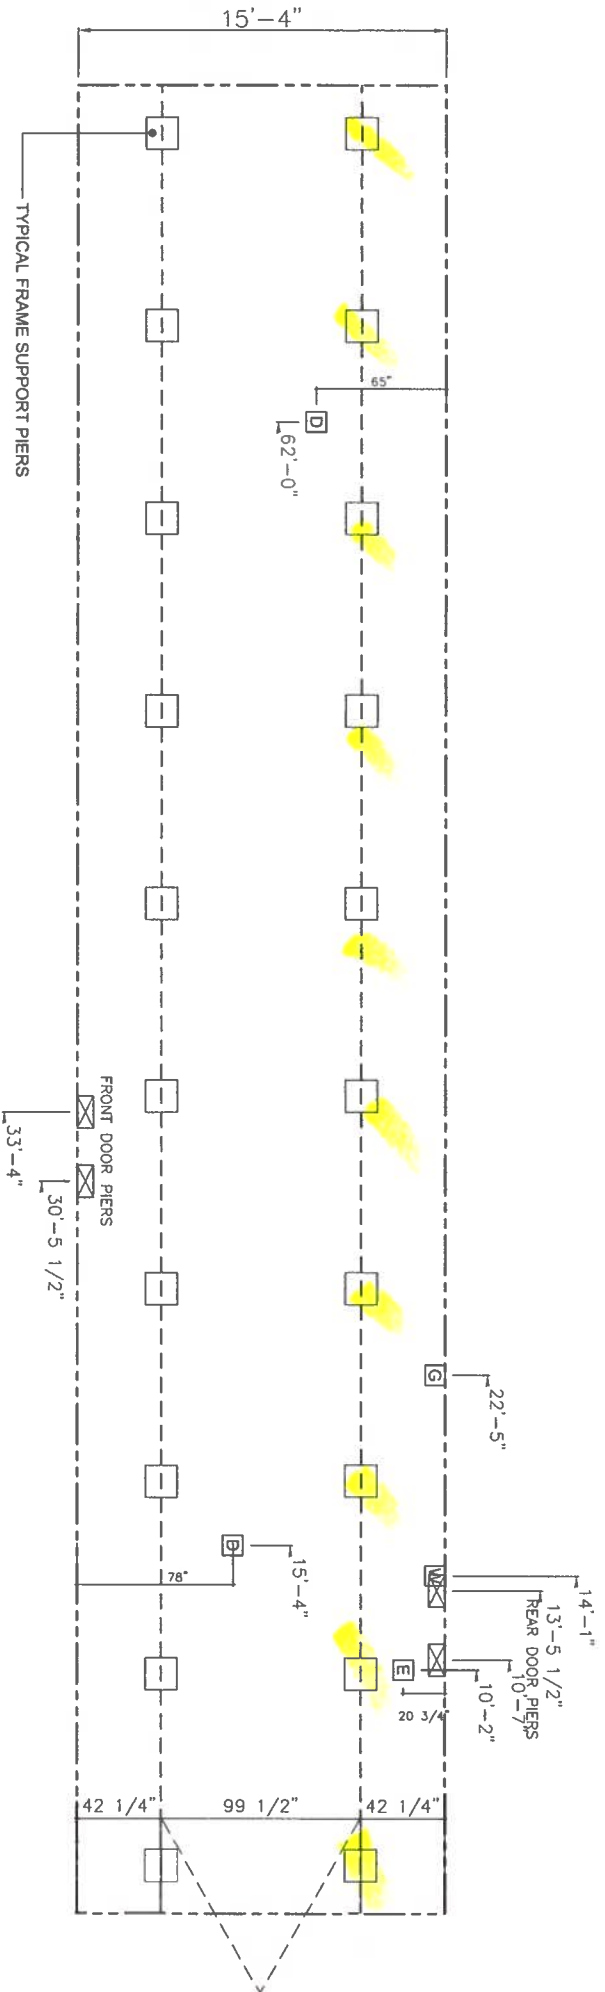 15'-4"
TYPICAL FRAME SUPPORT PIERS
65"
D
62'-0"
FRONT DOOR PIERS
33'-4"
30'-5 1/2"
G
22'-5"
D
15'-4"
78"
W
14'-1"
13'-5 1/2"
REAR DOOR PIERS
10'-7"
E
10'-2"
20 3/4"
42 1/4"
99 1/2"
42 1/4"